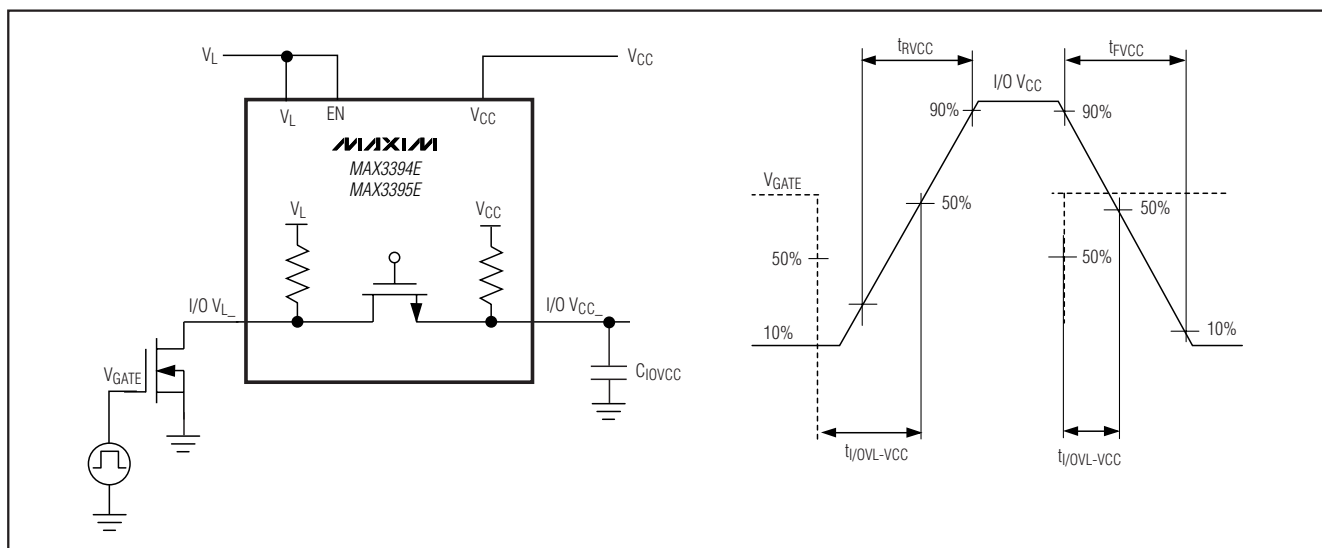 VL
VCC
VL
EN
VCC
MAXIM
MAX3394E
MAX3395E
VL
VCC
I/O VL_
I/O VCC_
VGATE
CIOVCC
tRVCC
tFVCC
I/O VCC
90%
90%
VGATE
50%
50%
50%
50%
10%
10%
tI/OVL-VCC
tI/OVL-VCC